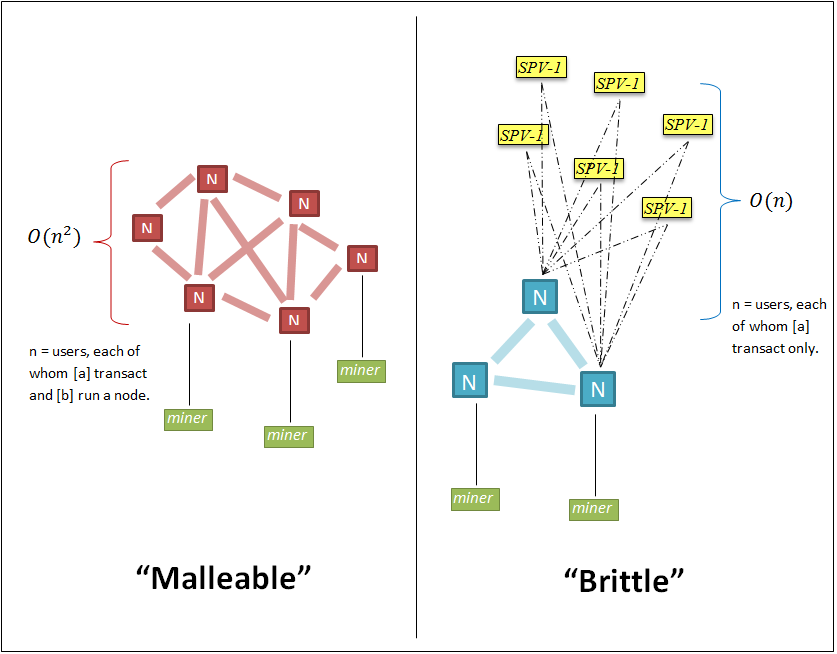 N
N
N
O(n²)
N
N
N
n = users, each of
whom [a] transact
and [b] run a node.
miner
miner
miner
“Malleable”
SPV-1
SPV-1
SPV-1
SPV-1
SPV-1
SPV-1
O(n)
N
n = users, each
of whom [a]
transact only.
N
N
miner
miner
“Brittle”